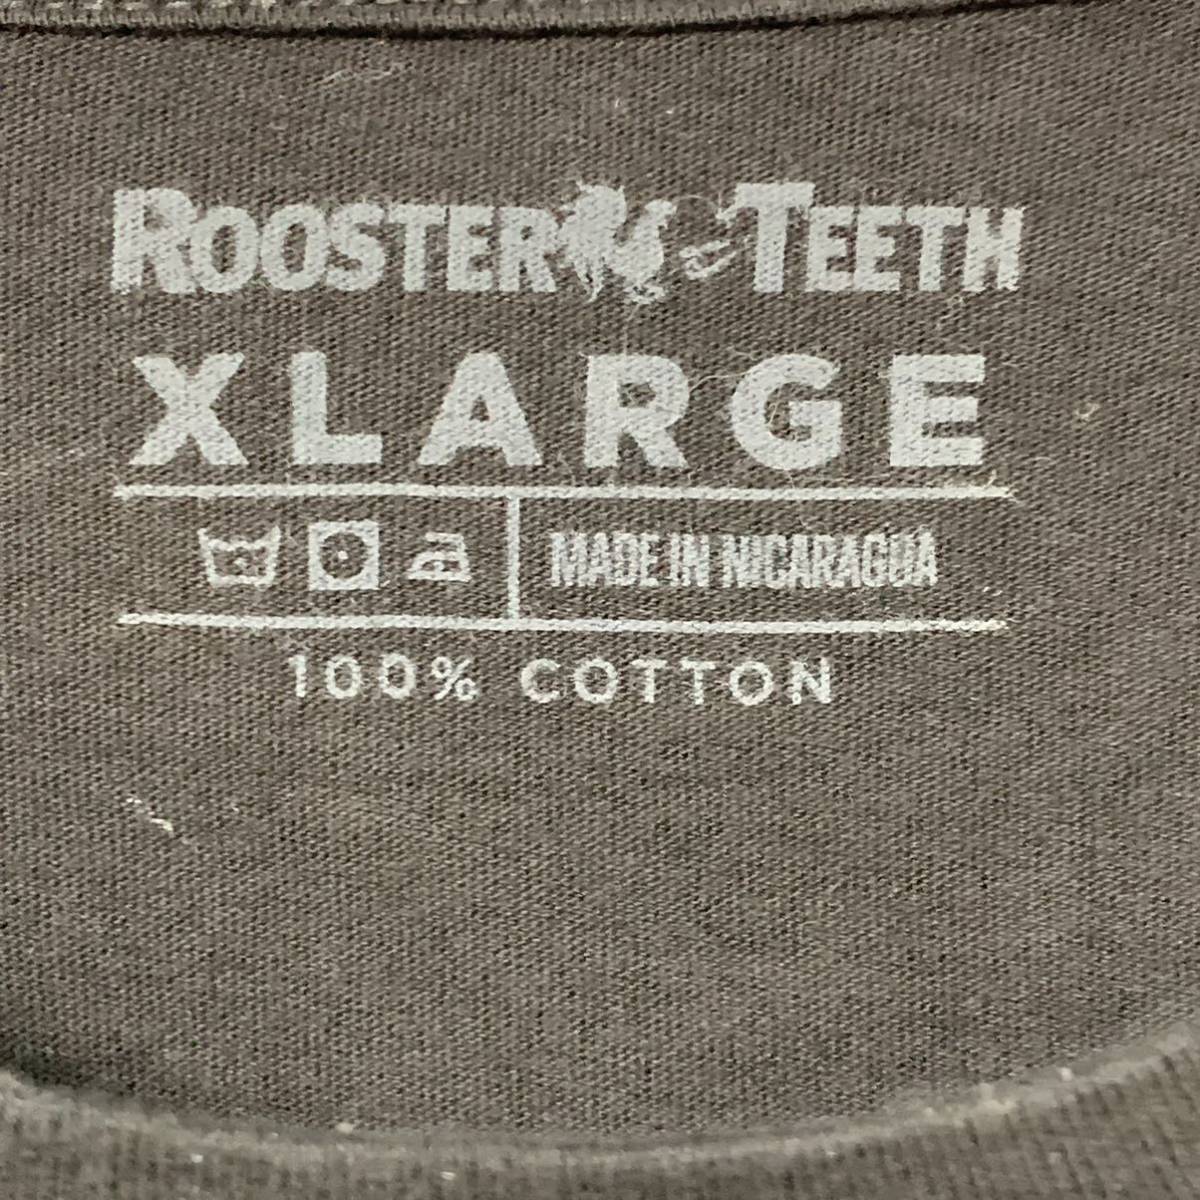 ROOSTER TEETH
XLARGE
MADE IN NICARAGUA
100% COTTON